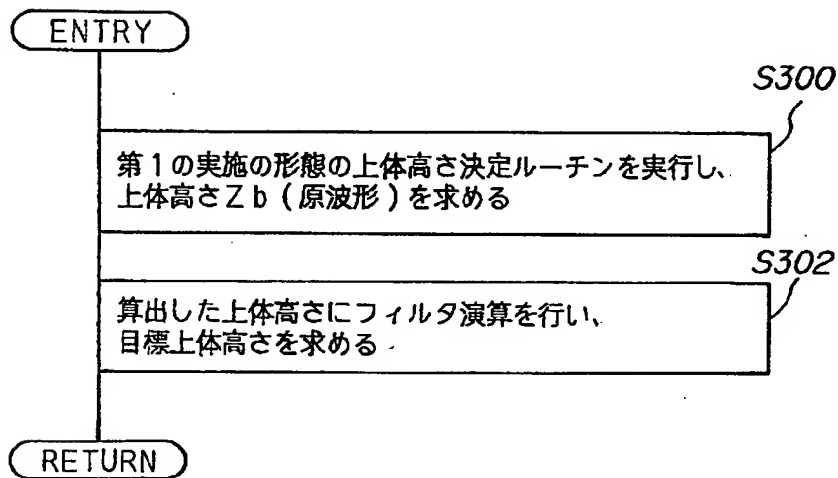 ENTRY
S300
第1の実施の形態の上体高さ決定ルーチンを実行し、
上体高さZb(原波形)を求める
S302
算出した上体高さにフィルタ演算を行い、
目標上体高さを求める
RETURN